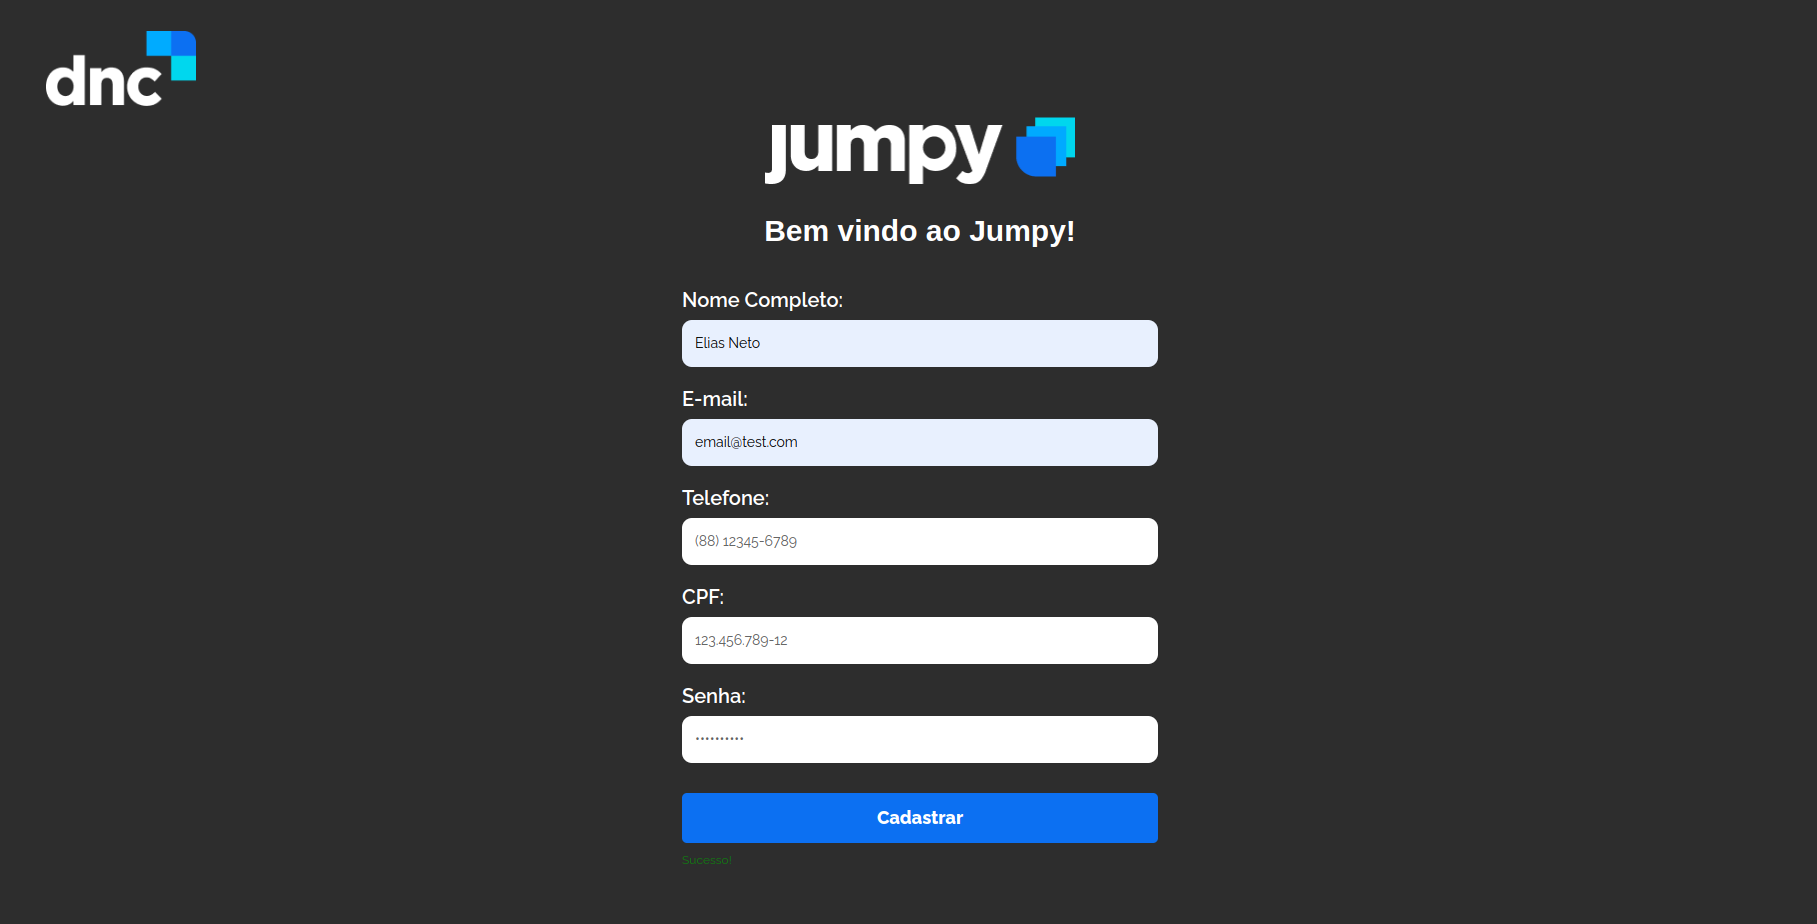 dnc
jumpy
Bem vindo ao Jumpy!
Nome Completo:
Elias Neto
E-mail:
email@test.com
Telefone:
(88) 12345-6789
CPF:
123.456.789-12
Senha:
••••••••••
Cadastrar
Sucesso!